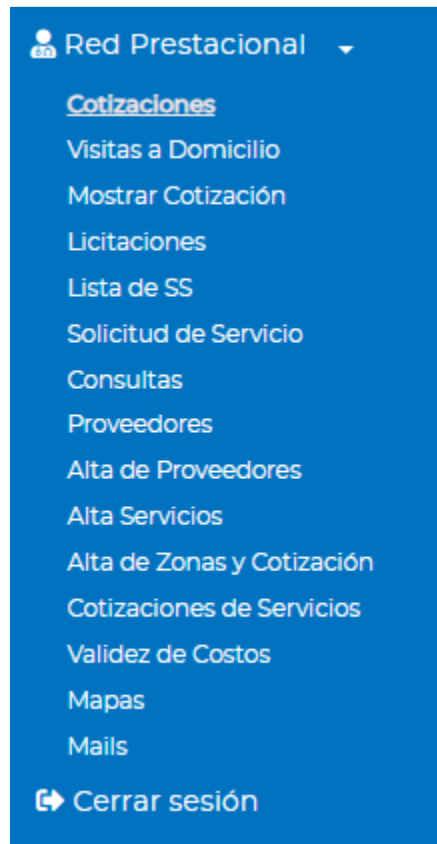 Red Prestacional
Cotizaciones
Visitas a Domicilio
Mostrar Cotización
Licitaciones
Lista de SS
Solicitud de Servicio
Consultas
Proveedores
Alta de Proveedores
Alta Servicios
Alta de Zonas y Cotización
Cotizaciones de Servicios
Validez de Costos
Mapas
Mails
Cerrar sesión